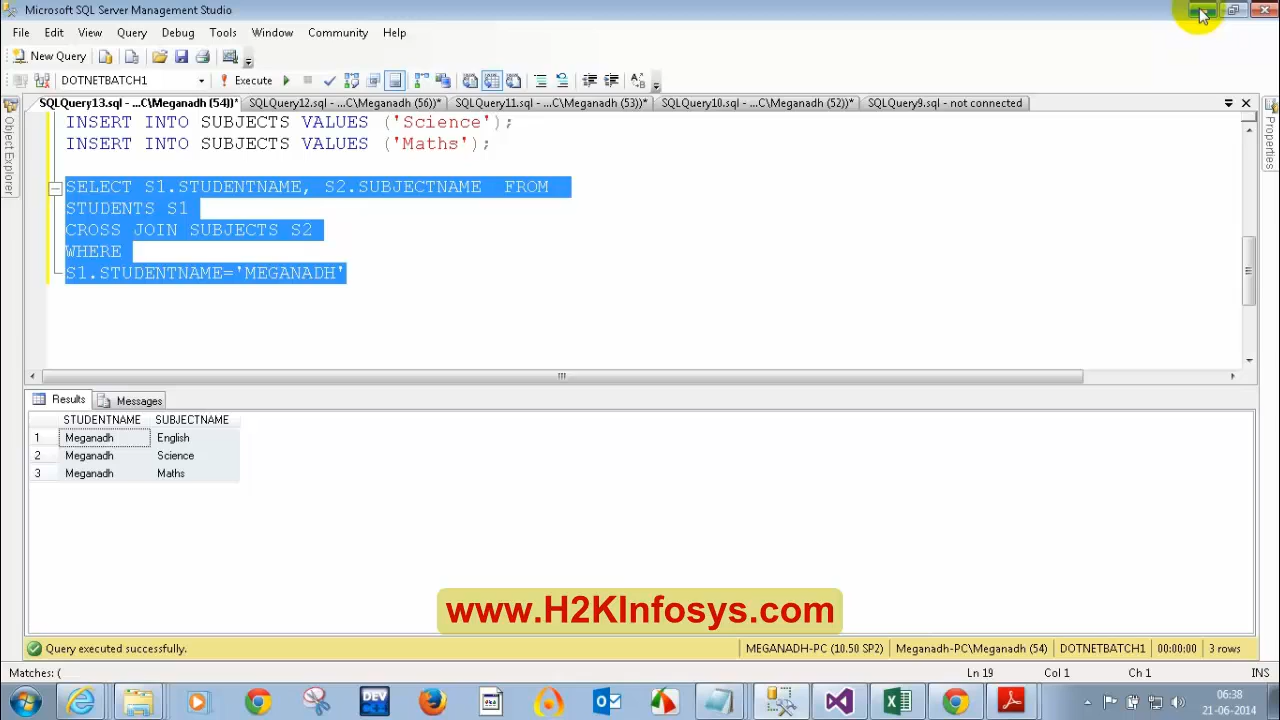 Microsoft SQL Server Management Studio
File Edit View Query Debug Tools Window Community Help
New Query
DOTNETBATCH1 Execute
SQLQuery13.sql - ...C\Meganadh (54))* SQLQuery12.sql - ...C\Meganadh (56))* SQLQuery11.sql - ...C\Meganadh (53))* SQLQuery10.sql - ...C\Meganadh (52))* SQLQuery9.sql - not connected
Object Explorer
Properties
INSERT INTO SUBJECTS VALUES ('Science');
INSERT INTO SUBJECTS VALUES ('Maths');
SELECT S1.STUDENTNAME, S2.SUBJECTNAME FROM
STUDENTS S1
CROSS JOIN SUBJECTS S2
WHERE
S1.STUDENTNAME='MEGANADH'
Results Messages
STUDENTNAME SUBJECTNAME
1 Meganadh English
2 Meganadh Science
3 Meganadh Maths
www.H2KInfosys.com
Query executed successfully. MEGANADH-PC (10.50 SP2) Meganadh-PC\Meganadh (54) DOTNETBATCH1 00:00:00 3 rows
Matches: ( Ln 19 Col 1 Ch 1 INS
DEV
06:38
21-06-2014